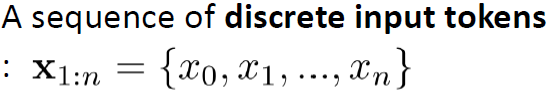 A sequence of discrete input tokens
: x₁:ₙ = {x₀, x₁, ..., xₙ}